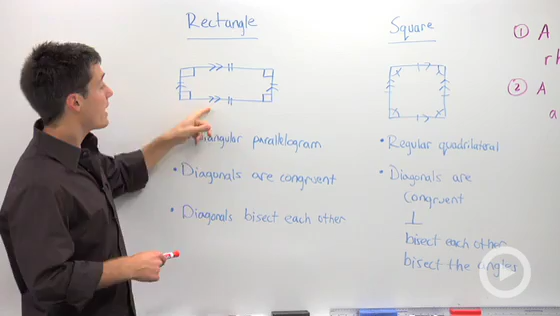 Rectangle
parallelogram
• Diagonals are congruent
• Diagonals bisect each other
Square
• Regular quadrilateral
• Diagonals are
congruent
⊥
bisect each other
bisect the angles
① A
r
② A
a